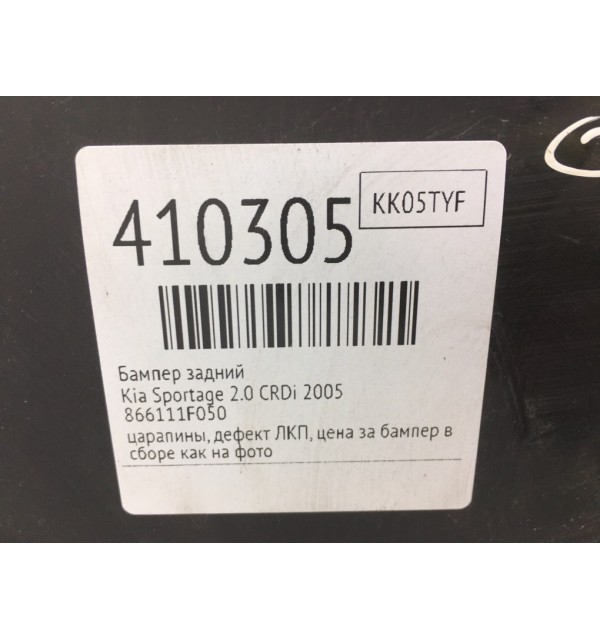 410305
KK05TYF
Бампер задний
Kia Sportage 2.0 CRDi 2005
866111F050
царапины, дефект ЛКП, цена за бампер в
сборе как на фото